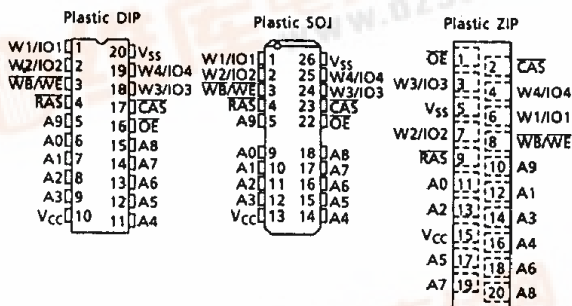 Plastic DIP
W1/IO1 1 20 VSS
W2/IO2 2 19 W4/IO4
WB/WE 3 18 W3/IO3
RAS 4 17 CAS
A9 5 16 OE
A0 6 15 A8
A1 7 14 A7
A2 8 13 A6
A3 9 12 A5
VCC 10 11 A4
Plastic SOJ
W1/IO1 1 26 VSS
W2/IO2 2 25 W4/IO4
WB/WE 3 24 W3/IO3
RAS 4 23 CAS
A9 5 22 OE
A0 9 18 A8
A1 10 17 A7
A2 11 16 A6
A3 12 15 A5
VCC 13 14 A4
Plastic ZIP
OE 1
2 CAS
W3/IO3 3
4 W4/IO4
VSS 5
6 W1/IO1
W2/IO2 7
8 WB/WE
RAS 9
10 A9
A0 11
12 A1
A2 13
14 A3
VCC 15
16 A4
A5 17
18 A6
A7 19
20 A8